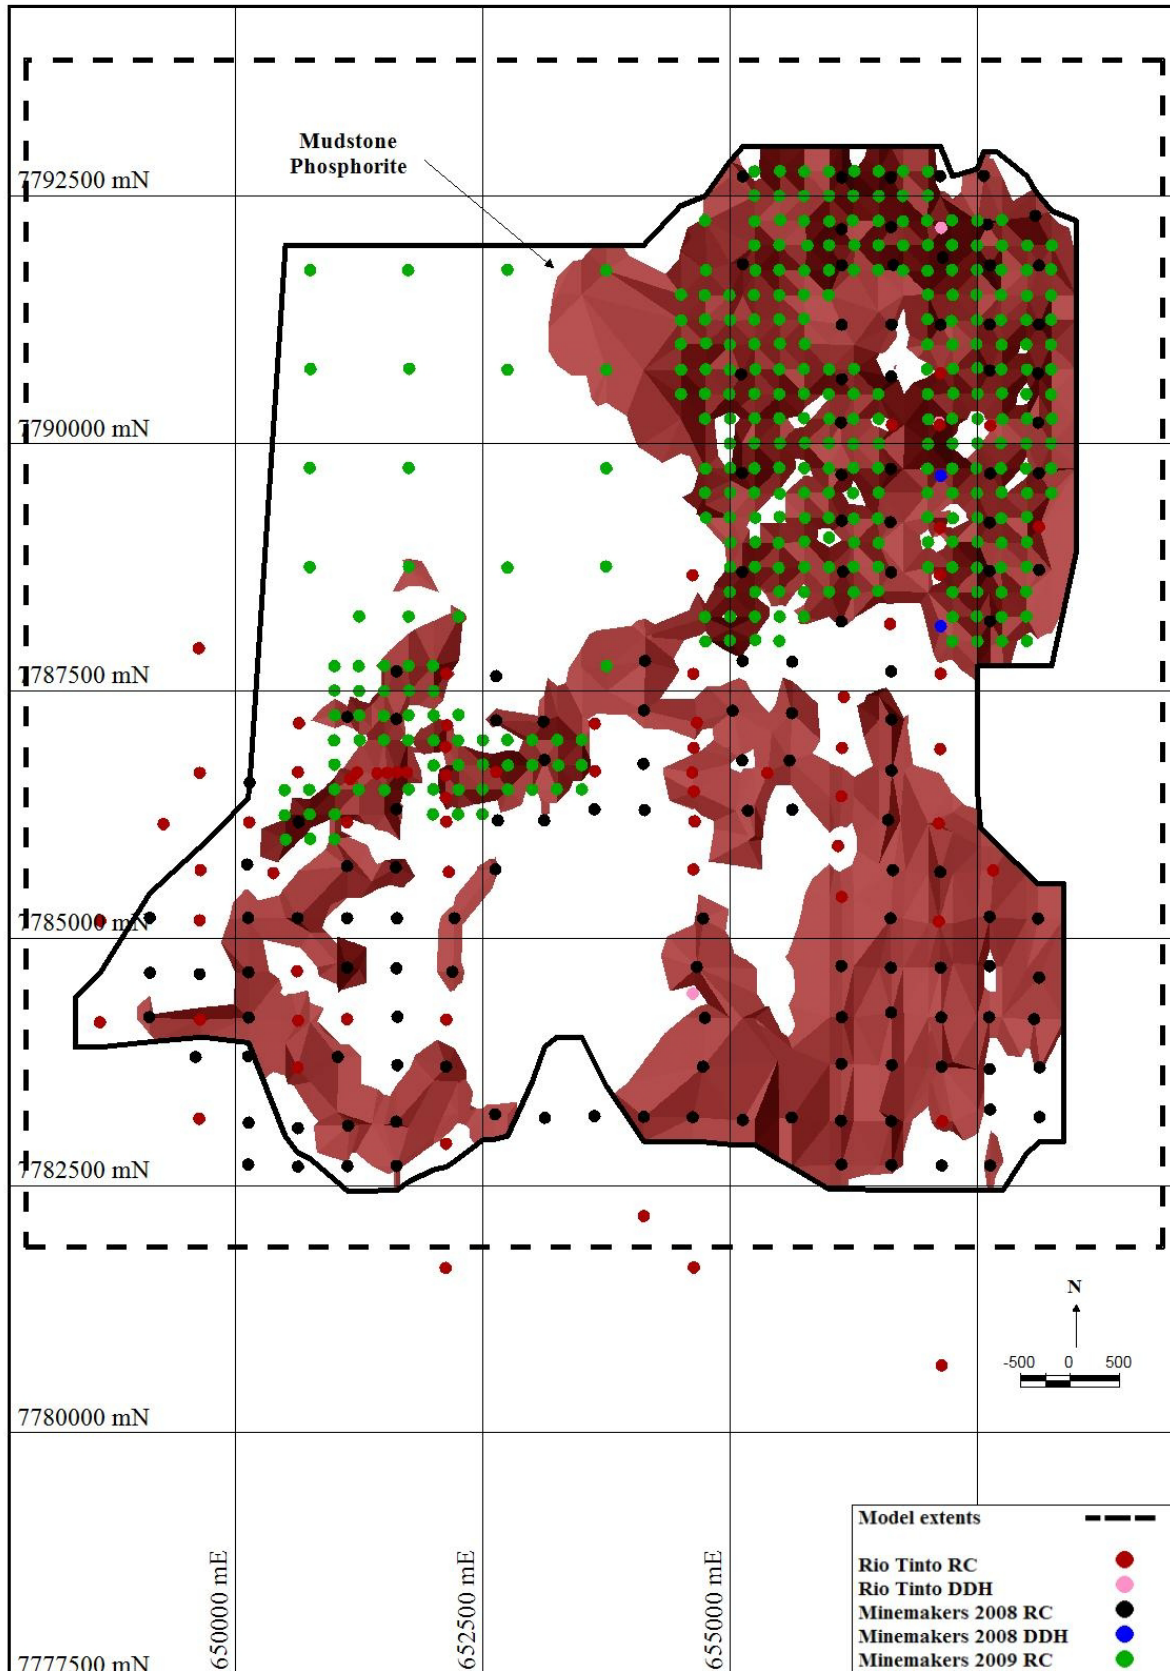 Mudstone
Phosphorite
7792500 mN
7790000 mN
7787500 mN
7785000 mN
7782500 mN
N
-500 0 500
7780000 mN
Model extents
Rio Tinto RC
Rio Tinto DDH
Minemakers 2008 RC
Minemakers 2008 DDH
Minemakers 2009 RC
650000 mE
652500 mE
655000 mE
7777500 mN